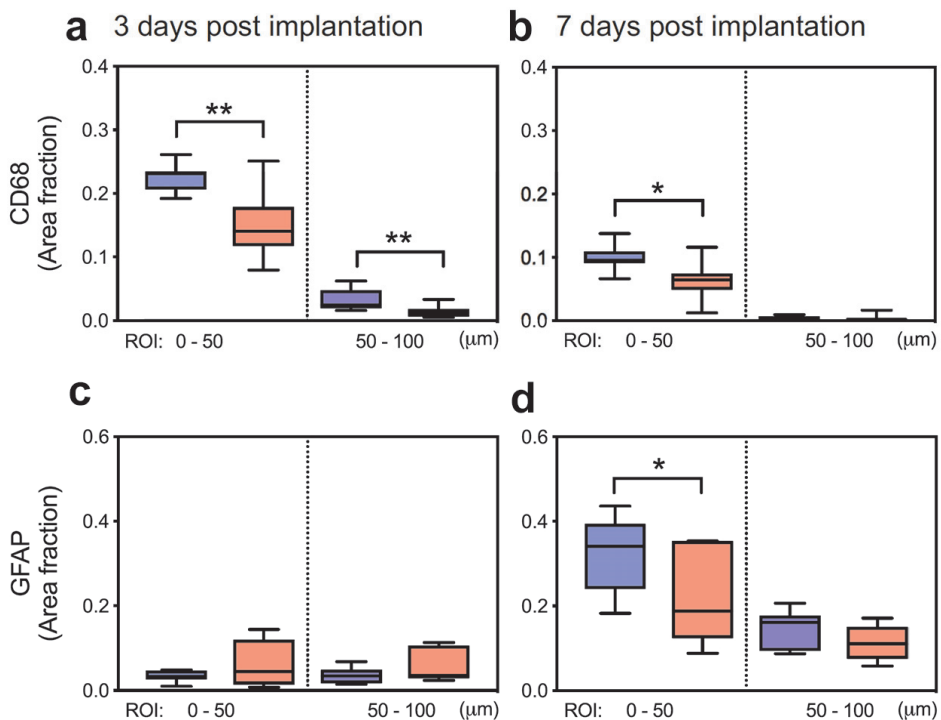 a 3 days post implantation
b 7 days post implantation
CD68
(Area fraction)
0.4
0.3
0.2
0.1
0.0
**
**
ROI: 0 - 50 50 - 100 (μm)
0.4
0.3
0.2
0.1
0.0
*
ROI: 0 - 50 50 - 100 (μm)
c
GFAP
(Area fraction)
0.6
0.4
0.2
0.0
ROI: 0 - 50 50 - 100 (μm)
d
0.6
0.4
0.2
0.0
*
ROI: 0 - 50 50 - 100 (μm)